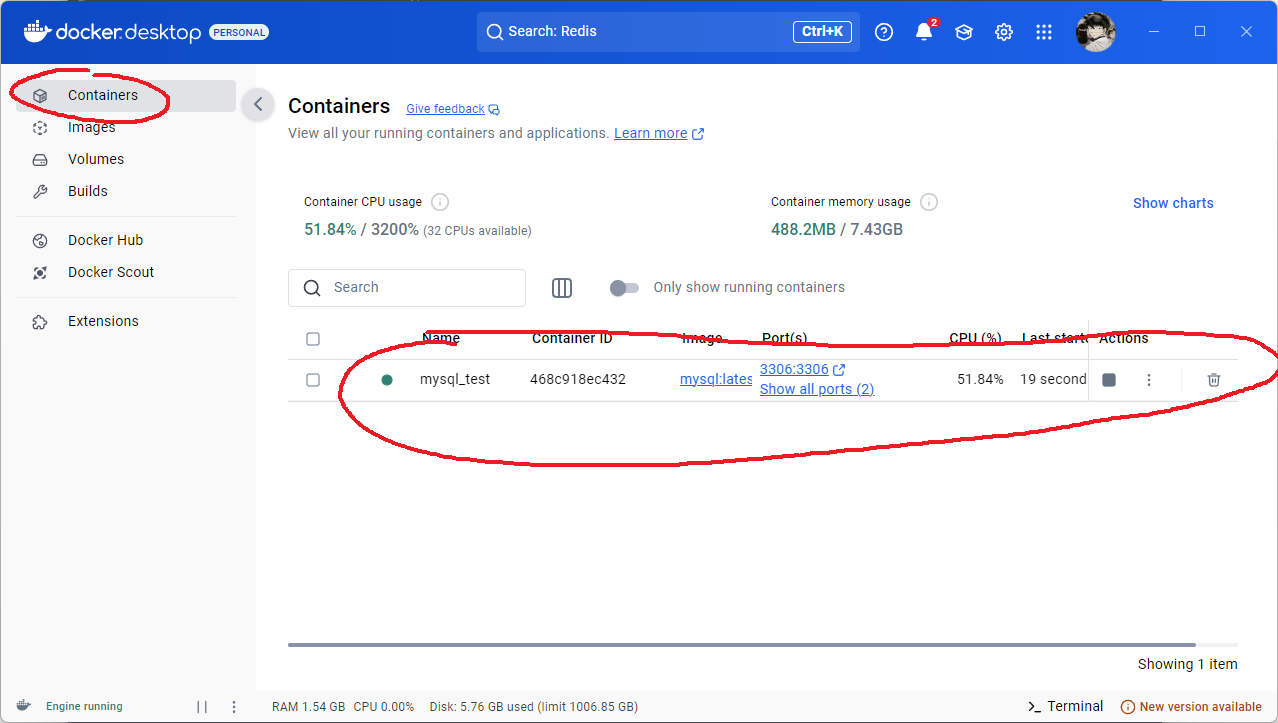 docker desktop PERSONAL
Search: Redis Ctrl+K
2
Containers
Images
Volumes
Builds
Docker Hub
Docker Scout
Extensions
Containers Give feedback
View all your running containers and applications. Learn more
Container CPU usage
51.84% / 3200% (32 CPUs available)
Container memory usage
488.2MB / 7.43GB
Show charts
Search
Only show running containers
Name Container ID Image Port(s) CPU (%) Last starte Actions
mysql_test 468c918ec432 mysql:lates 3306:3306 51.84% 19 second
Show all ports (2)
Showing 1 item
Engine running RAM 1.54 GB CPU 0.00% Disk: 5.76 GB used (limit 1006.85 GB) Terminal New version available